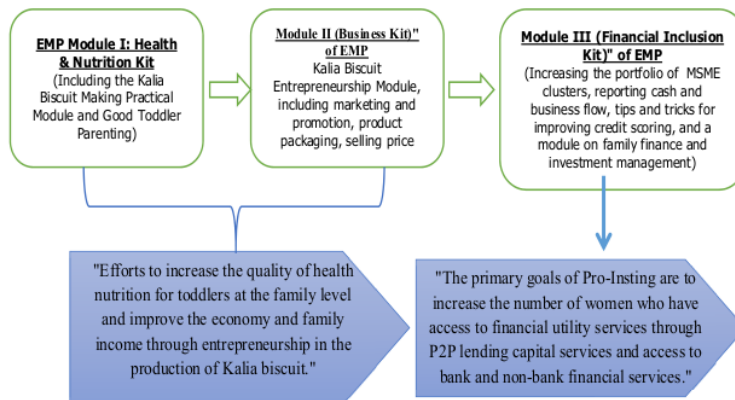 EMP Module I: Health
& Nutrition Kit
(Including the Kalia
Biscuit Making Practical
Module and Good Toddler
Parenting)
Module II (Business Kit)"
of EMP
Kalia Biscuit
Entrepreneurship Module,
including marketing and
promotion, product
packaging, selling price
Module III (Financial Inclusion
Kit)" of EMP
(Increasing the portfolio of MSME
clusters, reporting cash and
business flow, tips and tricks for
improving credit scoring, and a
module on family finance and
investment management)
"Efforts to increase the quality of health
nutrition for toddlers at the family level
and improve the economy and family
income through entrepreneurship in the
production of Kalia biscuit."
"The primary goals of Pro-Insting are to
increase the number of women who have
access to financial utility services through
P2P lending capital services and access to
bank and non-bank financial services."